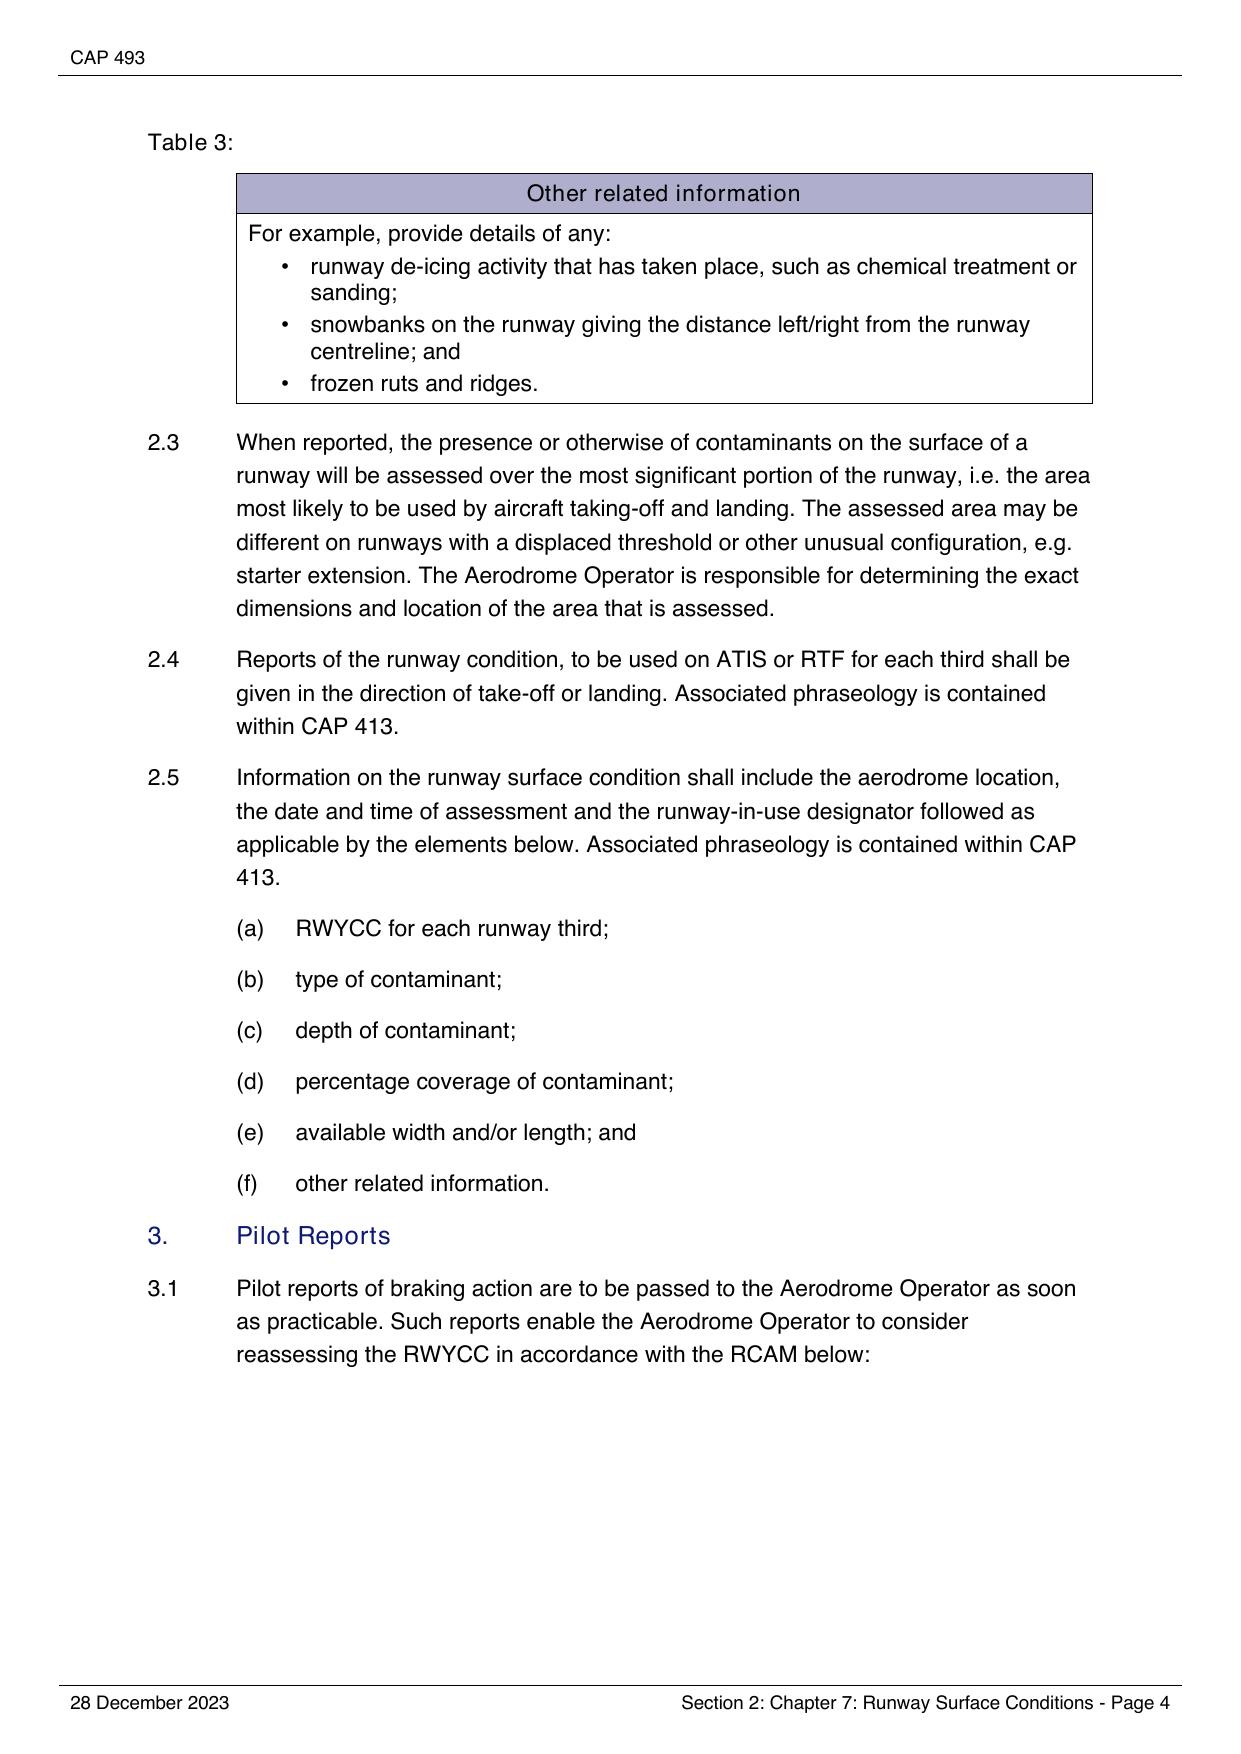 CAP 493
Table 3:
Other related information
For example, provide details of any:
• runway de-icing activity that has taken place, such as chemical treatment or
sanding;
• snowbanks on the runway giving the distance left/right from the runway
centreline; and
• frozen ruts and ridges.
2.3 When reported, the presence or otherwise of contaminants on the surface of a
runway will be assessed over the most significant portion of the runway, i.e. the area
most likely to be used by aircraft taking-off and landing. The assessed area may be
different on runways with a displaced threshold or other unusual configuration, e.g.
starter extension. The Aerodrome Operator is responsible for determining the exact
dimensions and location of the area that is assessed.
2.4 Reports of the runway condition, to be used on ATIS or RTF for each third shall be
given in the direction of take-off or landing. Associated phraseology is contained
within CAP 413.
2.5 Information on the runway surface condition shall include the aerodrome location,
the date and time of assessment and the runway-in-use designator followed as
applicable by the elements below. Associated phraseology is contained within CAP
413.
(a) RWYCC for each runway third;
(b) type of contaminant;
(c) depth of contaminant;
(d) percentage coverage of contaminant;
(e) available width and/or length; and
(f) other related information.
3. Pilot Reports
3.1 Pilot reports of braking action are to be passed to the Aerodrome Operator as soon
as practicable. Such reports enable the Aerodrome Operator to consider
reassessing the RWYCC in accordance with the RCAM below:
28 December 2023 Section 2: Chapter 7: Runway Surface Conditions - Page 4